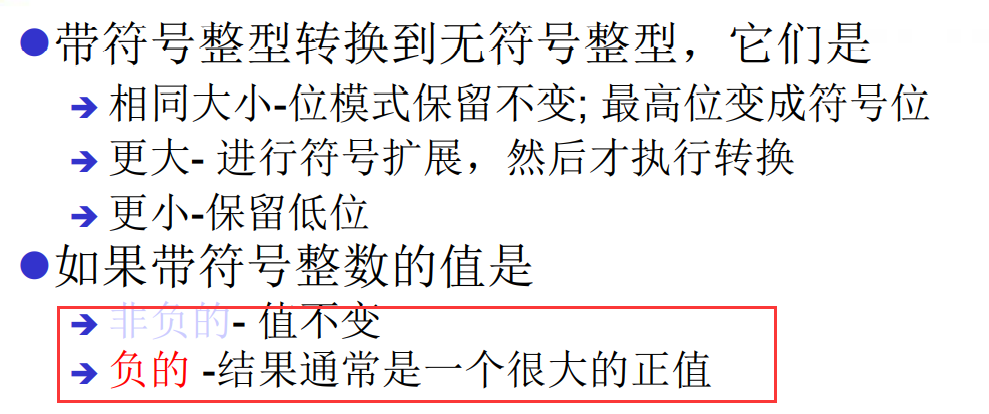 ●带符号整型转换到无符号整型，它们是
➔ 相同大小-位模式保留不变; 最高位变成符号位
➔ 更大- 进行符号扩展，然后才执行转换
➔ 更小-保留低位
●如果带符号整数的值是
➔ 非负的- 值不变
➔ 负的 -结果通常是一个很大的正值